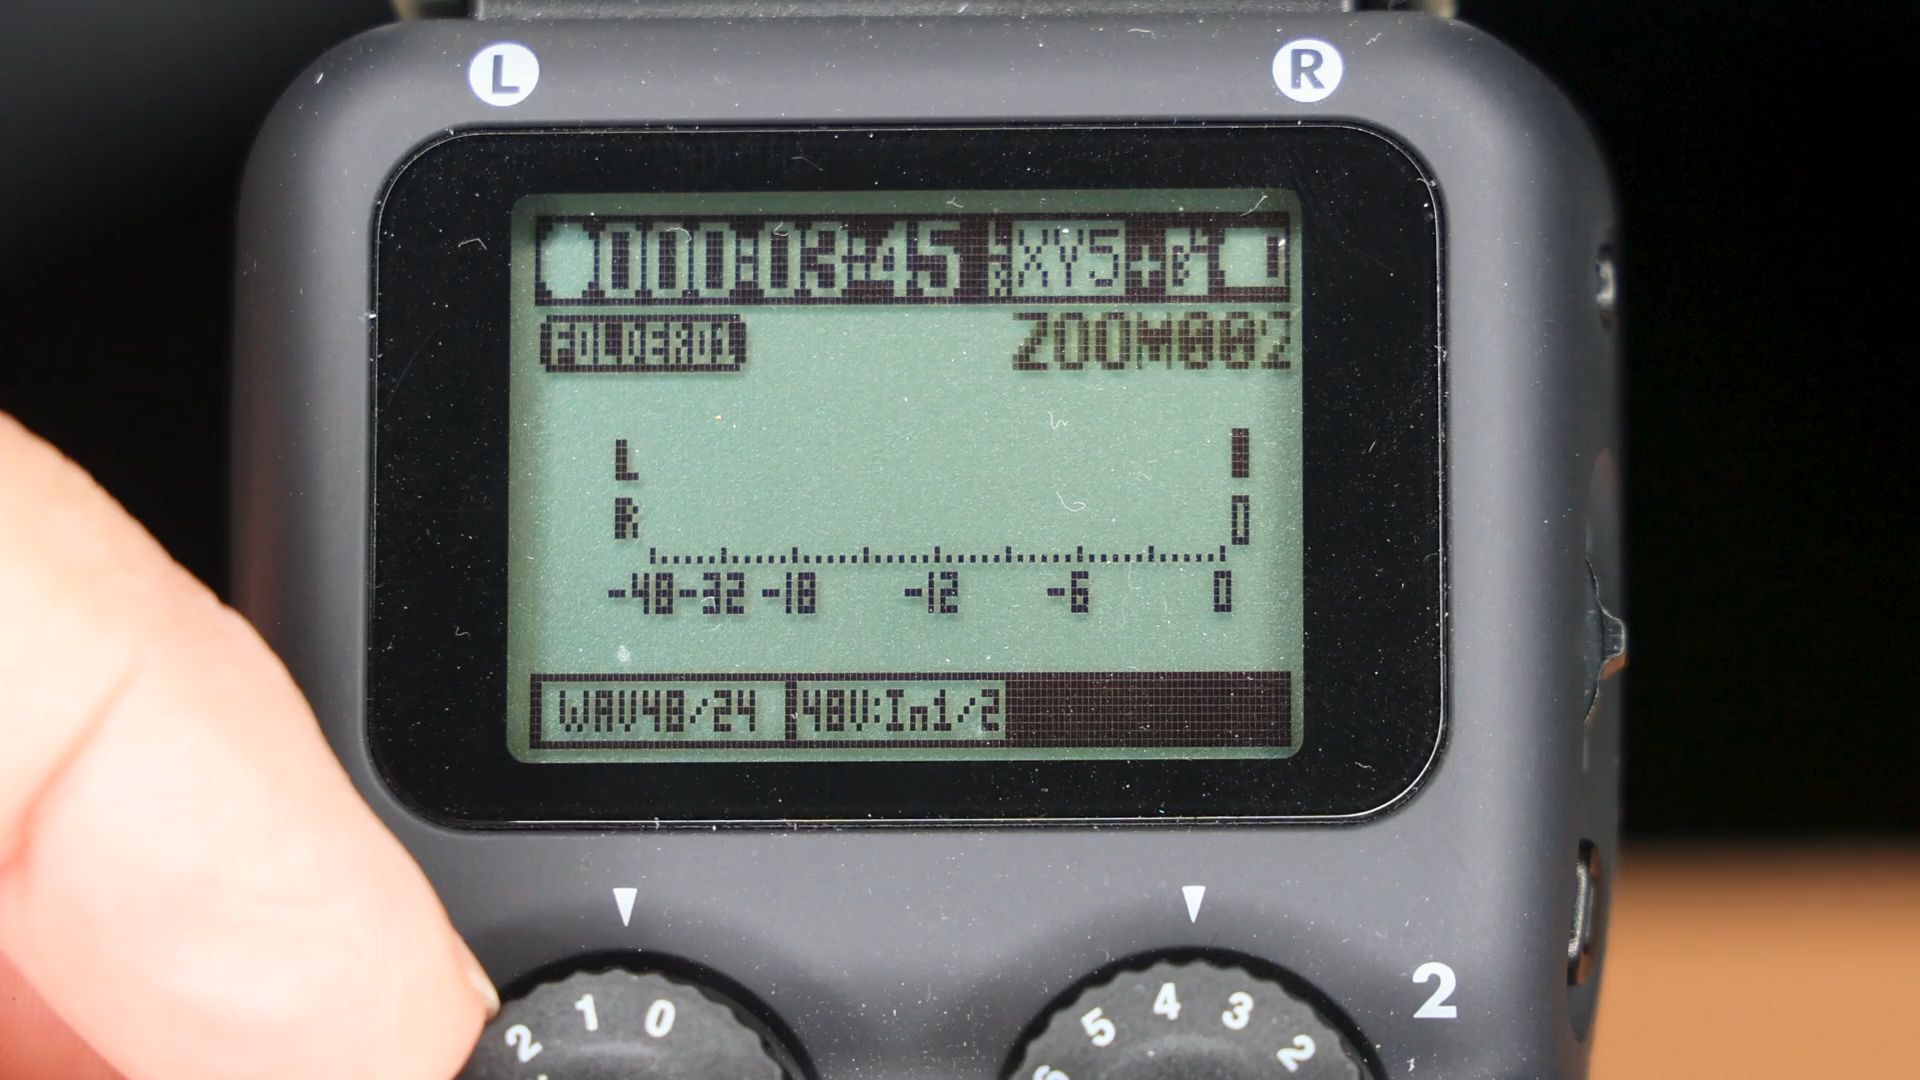 L R
000:03:45 XY5+
FOLDER01 ZOOM002
L
R
-48 -32 -18 -12 -6 0
WAV48/24 48V:In1/2
2
2 1 0 5 4 3 2